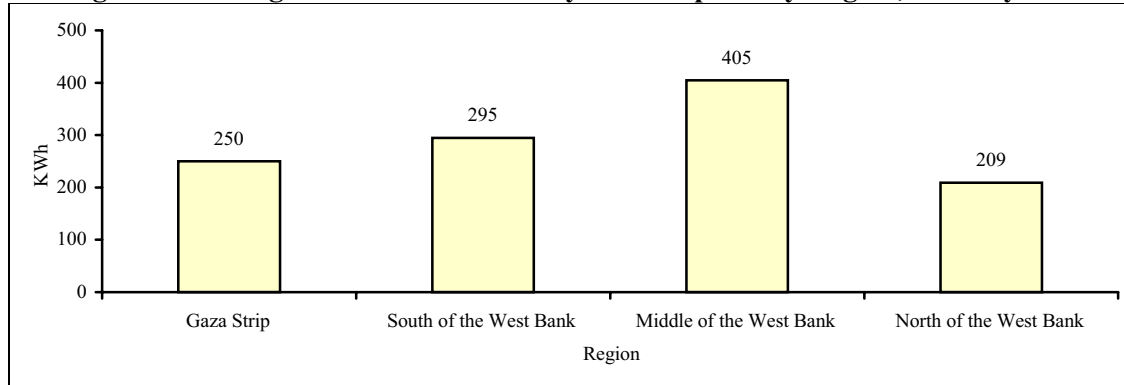 500
400
300
200
100
0
KWh
250
295
405
209
Gaza Strip
South of the West Bank
Middle of the West Bank
North of the West Bank
Region